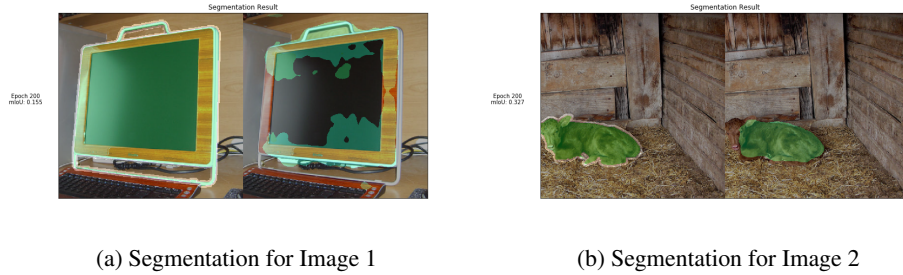 Segmentation Result
Epoch 200
mIoU: 0.155
(a) Segmentation for Image 1
Segmentation Result
Epoch 200
mIoU: 0.327
(b) Segmentation for Image 2